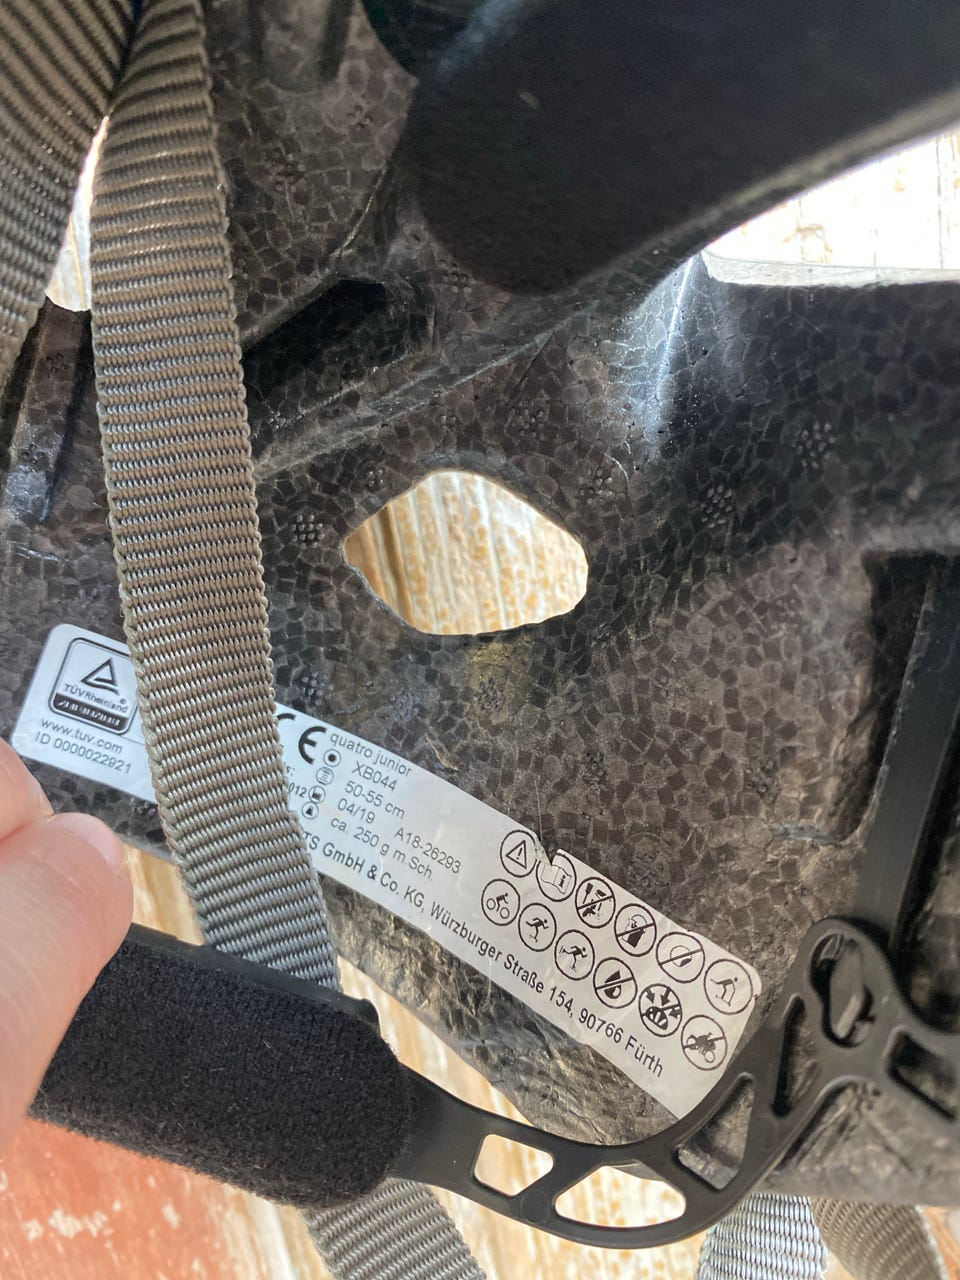 TÜVRheinland
www.tuv.com
ID 0000022921
CE
quatro junior
XB044
50-55 cm
04/19 A18-26293
ca. 250 g m.Sch.
TS GmbH & Co. KG, Würzburger Straße 154, 90766 Fürth